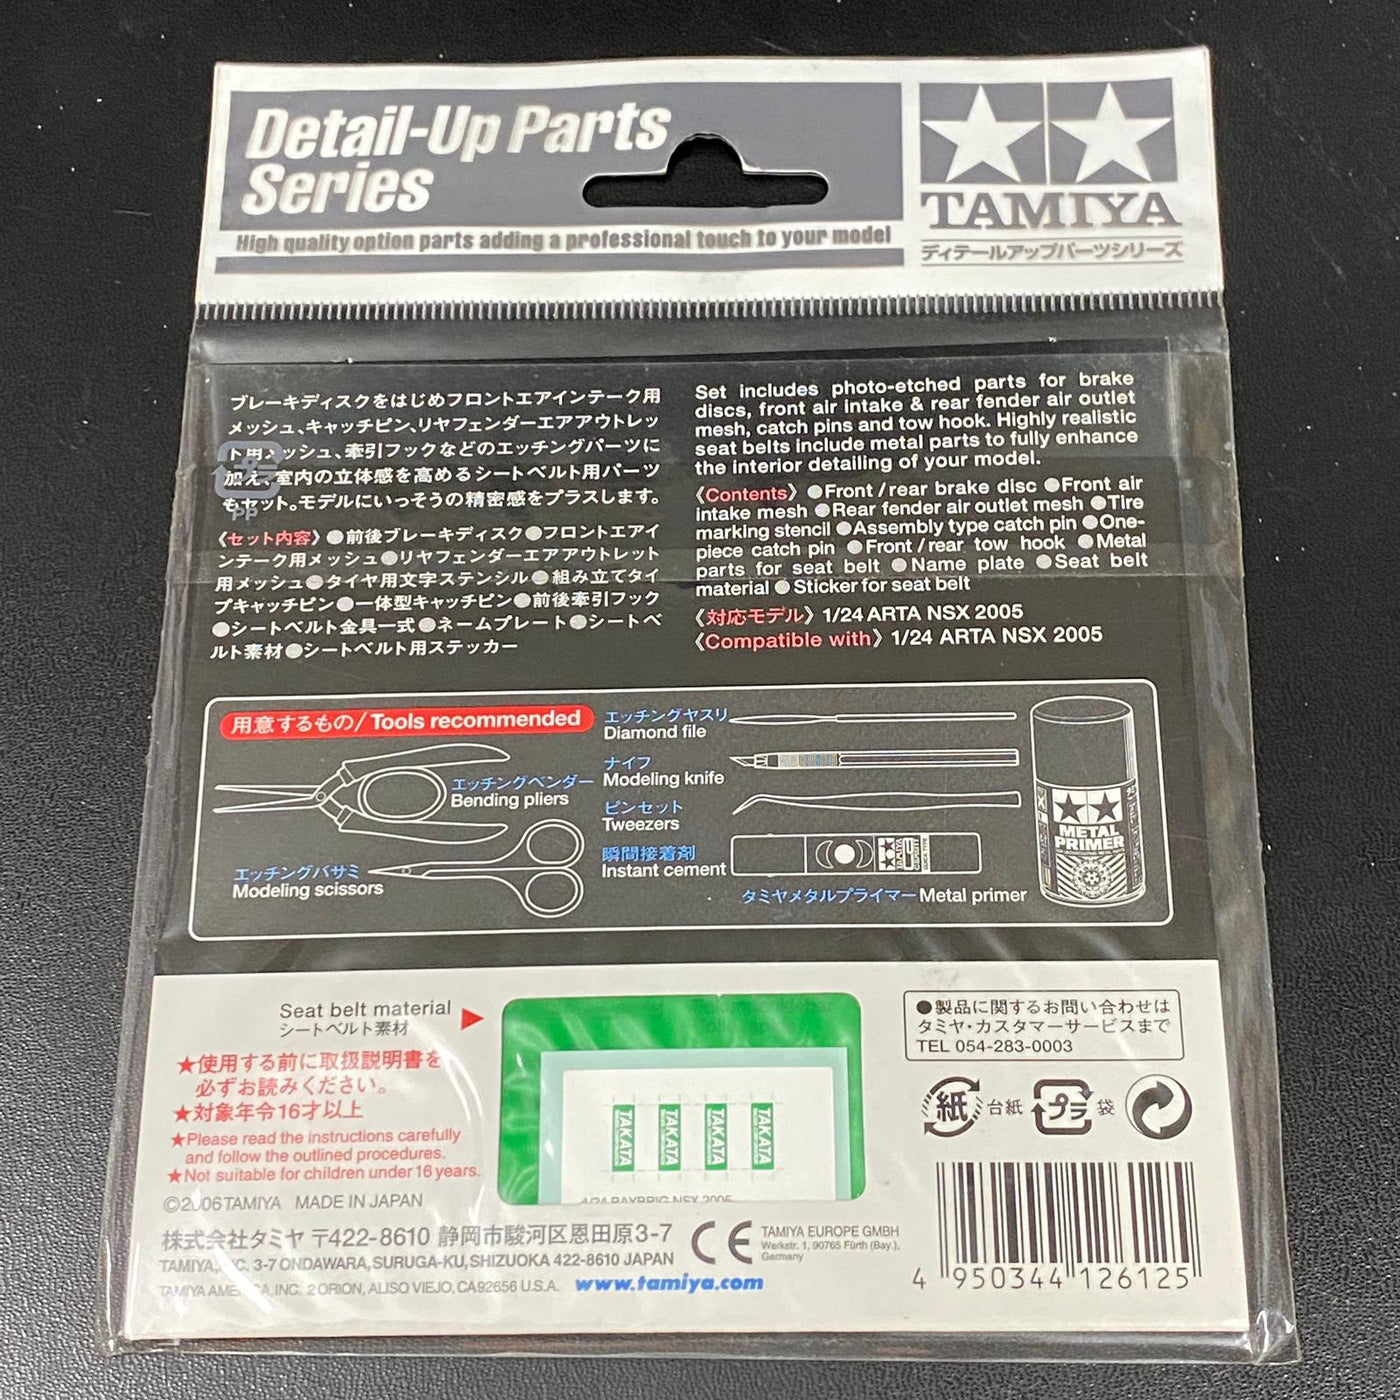 Detail-Up Parts
Series
High quality option parts adding a professional touch to your model
TAMIYA
ディテールアップパーツシリーズ
ブレーキディスクをはじめフロントエアインテーク用
メッシュ、キャッチピン、リヤフェンダーエアアウトレッ
ト用メッシュ、牽引フックなどのエッチングパーツに
加え、室内の立体感を高めるシートベルト用パーツ
もセット。モデルにいっそうの精密感をプラスします。
プラ
PP
《セット内容》●前後ブレーキディスク●フロントエアイ
ンテーク用メッシュ●リヤフェンダーエアアウトレット
用メッシュ●タイヤ用文字ステンシル●組み立てタイ
プキャッチピン●一体型キャッチピン●前後牽引フック
●シートベルト金具一式●ネームプレート●シートベ
ルト素材●シートベルト用ステッカー
Set includes photo-etched parts for brake
discs, front air intake & rear fender air outlet
mesh, catch pins and tow hook. Highly realistic
seat belts include metal parts to fully enhance
the interior detailing of your model.
《Contents》●Front/rear brake disc ●Front air
intake mesh ●Rear fender air outlet mesh ●Tire
marking stencil ●Assembly type catch pin ●One-
piece catch pin ●Front/rear tow hook ●Metal
parts for seat belt ●Name plate ●Seat belt
material ●Sticker for seat belt
《対応モデル》1/24 ARTA NSX 2005
《Compatible with》1/24 ARTA NSX 2005
用意するもの/Tools recommended
エッチングベンダー
Bending pliers
エッチングバサミ
Modeling scissors
エッチングヤスリ
Diamond file
ナイフ
Modeling knife
ピンセット
Tweezers
瞬間接着剤
Instant cement
TAMIYA
METAL
PRIMER
タミヤメタルプライマー Metal primer
Seat belt material
シートベルト素材
★使用する前に取扱説明書を
必ずお読みください。
★対象年令16才以上
★Please read the instructions carefully
and follow the outlined procedures.
★Not suitable for children under 16 years.
©2006 TAMIYA MADE IN JAPAN
TAKATA
TAKATA
TAKATA
TAKATA
1/24 RAYBRIG NSX 2005
●製品に関するお問い合わせは
タミヤ・カスタマーサービスまで
TEL 054-283-0003
紙 台紙 プラ 袋
株式会社タミヤ 〒422-8610 静岡市駿河区恩田原3-7
TAMIYA, INC. 3-7 ONDAWARA, SURUGA-KU, SHIZUOKA 422-8610 JAPAN
TAMIYA AMERICA, INC. 2 ORION, ALISO VIEJO, CA 92656 U.S.A. www.tamiya.com
CE
TAMIYA EUROPE GMBH
Werkstr. 1, 90765 Fürth (Bay.),
Germany
4 950344 126125